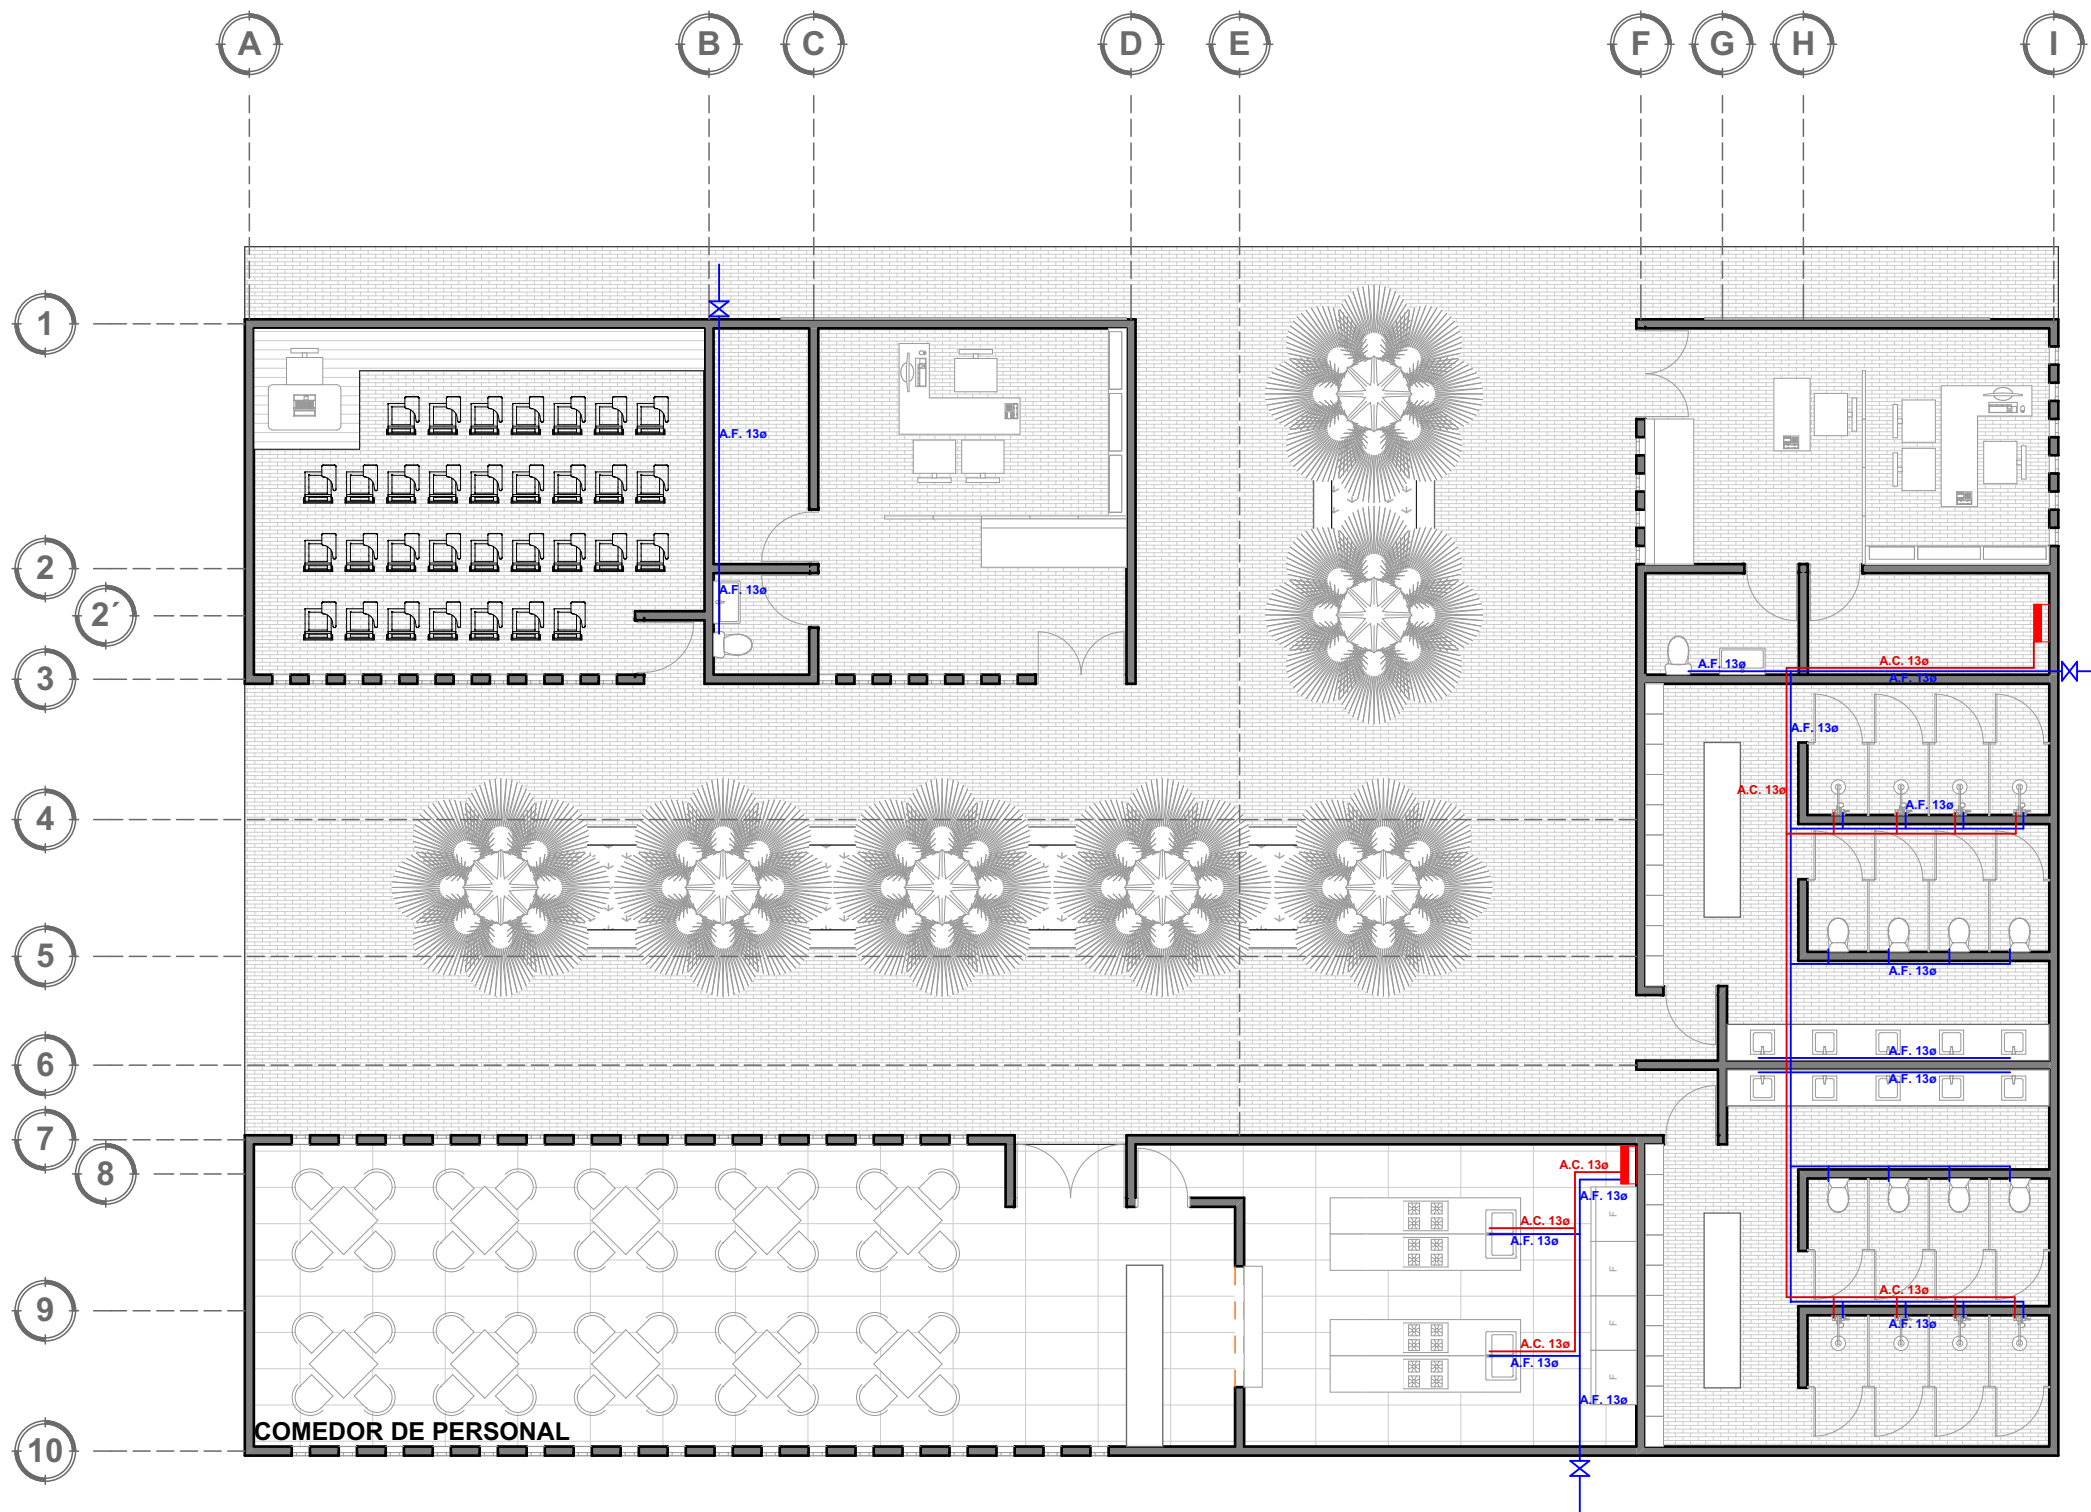 A B C D E F G H I
1
A.F. 13ø
2
A.F. 13ø
2´
3
A.F. 13ø
A.C. 13ø
A.F. 13ø
A.F. 13ø
A.C. 13ø
A.F. 13ø
4
5
A.F. 13ø
6
A.F. 13ø
A.F. 13ø
7
8
A.C. 13ø
A.F. 13ø
F
A.C. 13ø
A.F. 13ø
F
9
A.C. 13ø
A.F. 13ø
F
A.C. 13ø
A.F. 13ø
F
A.F. 13ø
COMEDOR DE PERSONAL
10